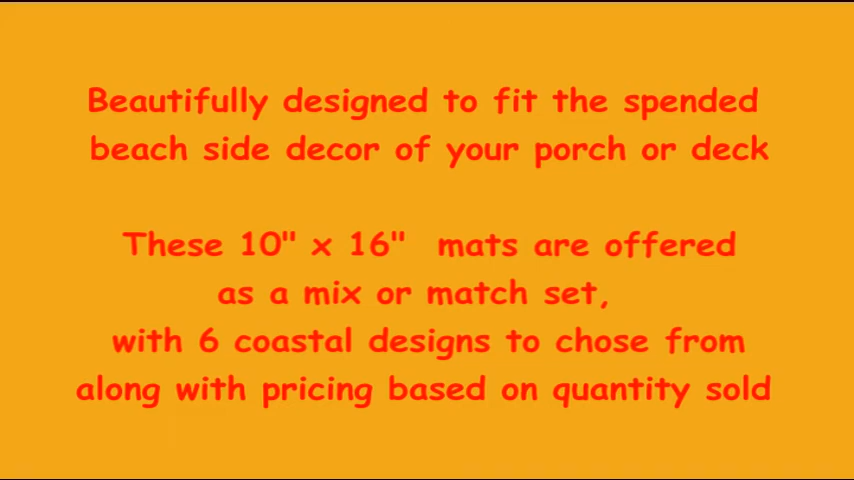 Beautifully designed to fit the spended
beach side decor of your porch or deck
These 10" x 16" mats are offered
as a mix or match set,
with 6 coastal designs to chose from
along with pricing based on quantity sold